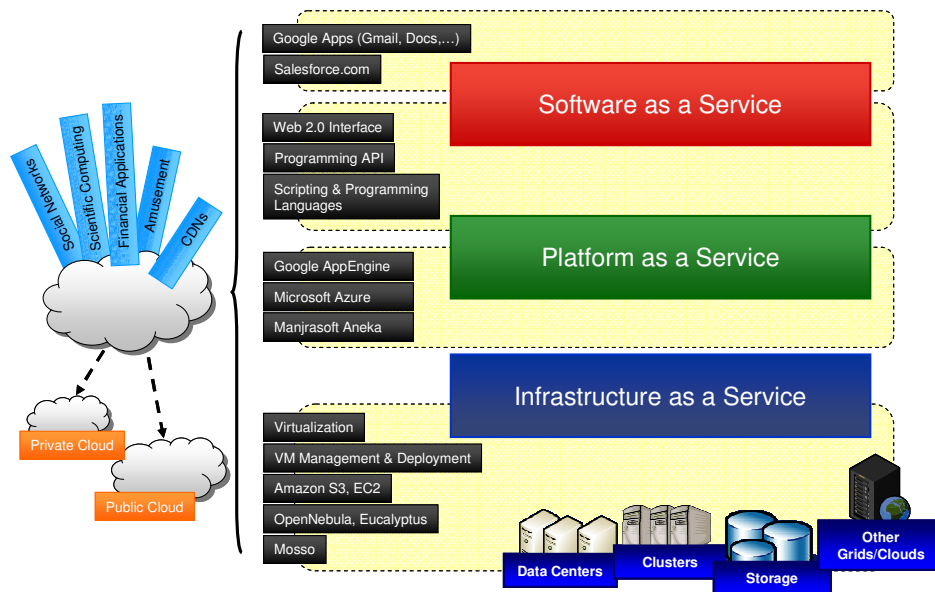 Social Networks
Scientific Computing
Financial Applications
Amusement
CDNs
Private Cloud
Public Cloud
Google Apps (Gmail, Docs,…)
Salesforce.com
Software as a Service
Web 2.0 Interface
Programming API
Scripting & Programming
Languages
Platform as a Service
Google AppEngine
Microsoft Azure
Manjrasoft Aneka
Infrastructure as a Service
Virtualization
VM Management & Deployment
Amazon S3, EC2
OpenNebula, Eucalyptus
Mosso
Data Centers
Clusters
Storage
Other
Grids/Clouds